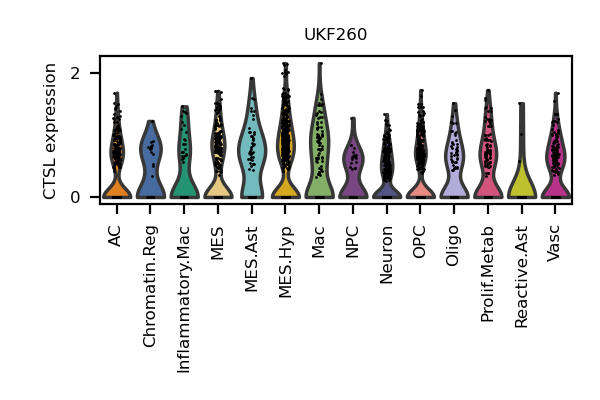 UKF260
CTSL expression
2
0
AC
Chromatin.Reg
Inflammatory.Mac
MES
MES.Ast
MES.Hyp
Mac
NPC
Neuron
OPC
Oligo
Prolif.Metab
Reactive.Ast
Vasc